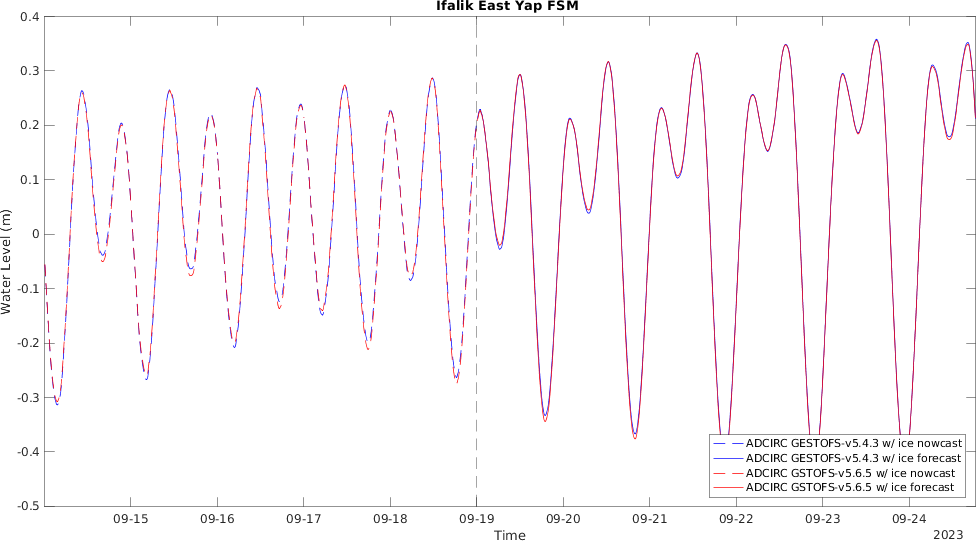 Ifalik East Yap FSM
0.4
0.3
0.2
0.1
0
-0.1
-0.2
-0.3
-0.4
-0.5
Water Level (m)
09-15 09-16 09-17 09-18 09-19 09-20 09-21 09-22 09-23 09-24
Time
2023
ADCIRC GESTOFS-v5.4.3 w/ ice nowcast
ADCIRC GESTOFS-v5.4.3 w/ ice forecast
ADCIRC GSTOFS-v5.6.5 w/ ice nowcast
ADCIRC GSTOFS-v5.6.5 w/ ice forecast